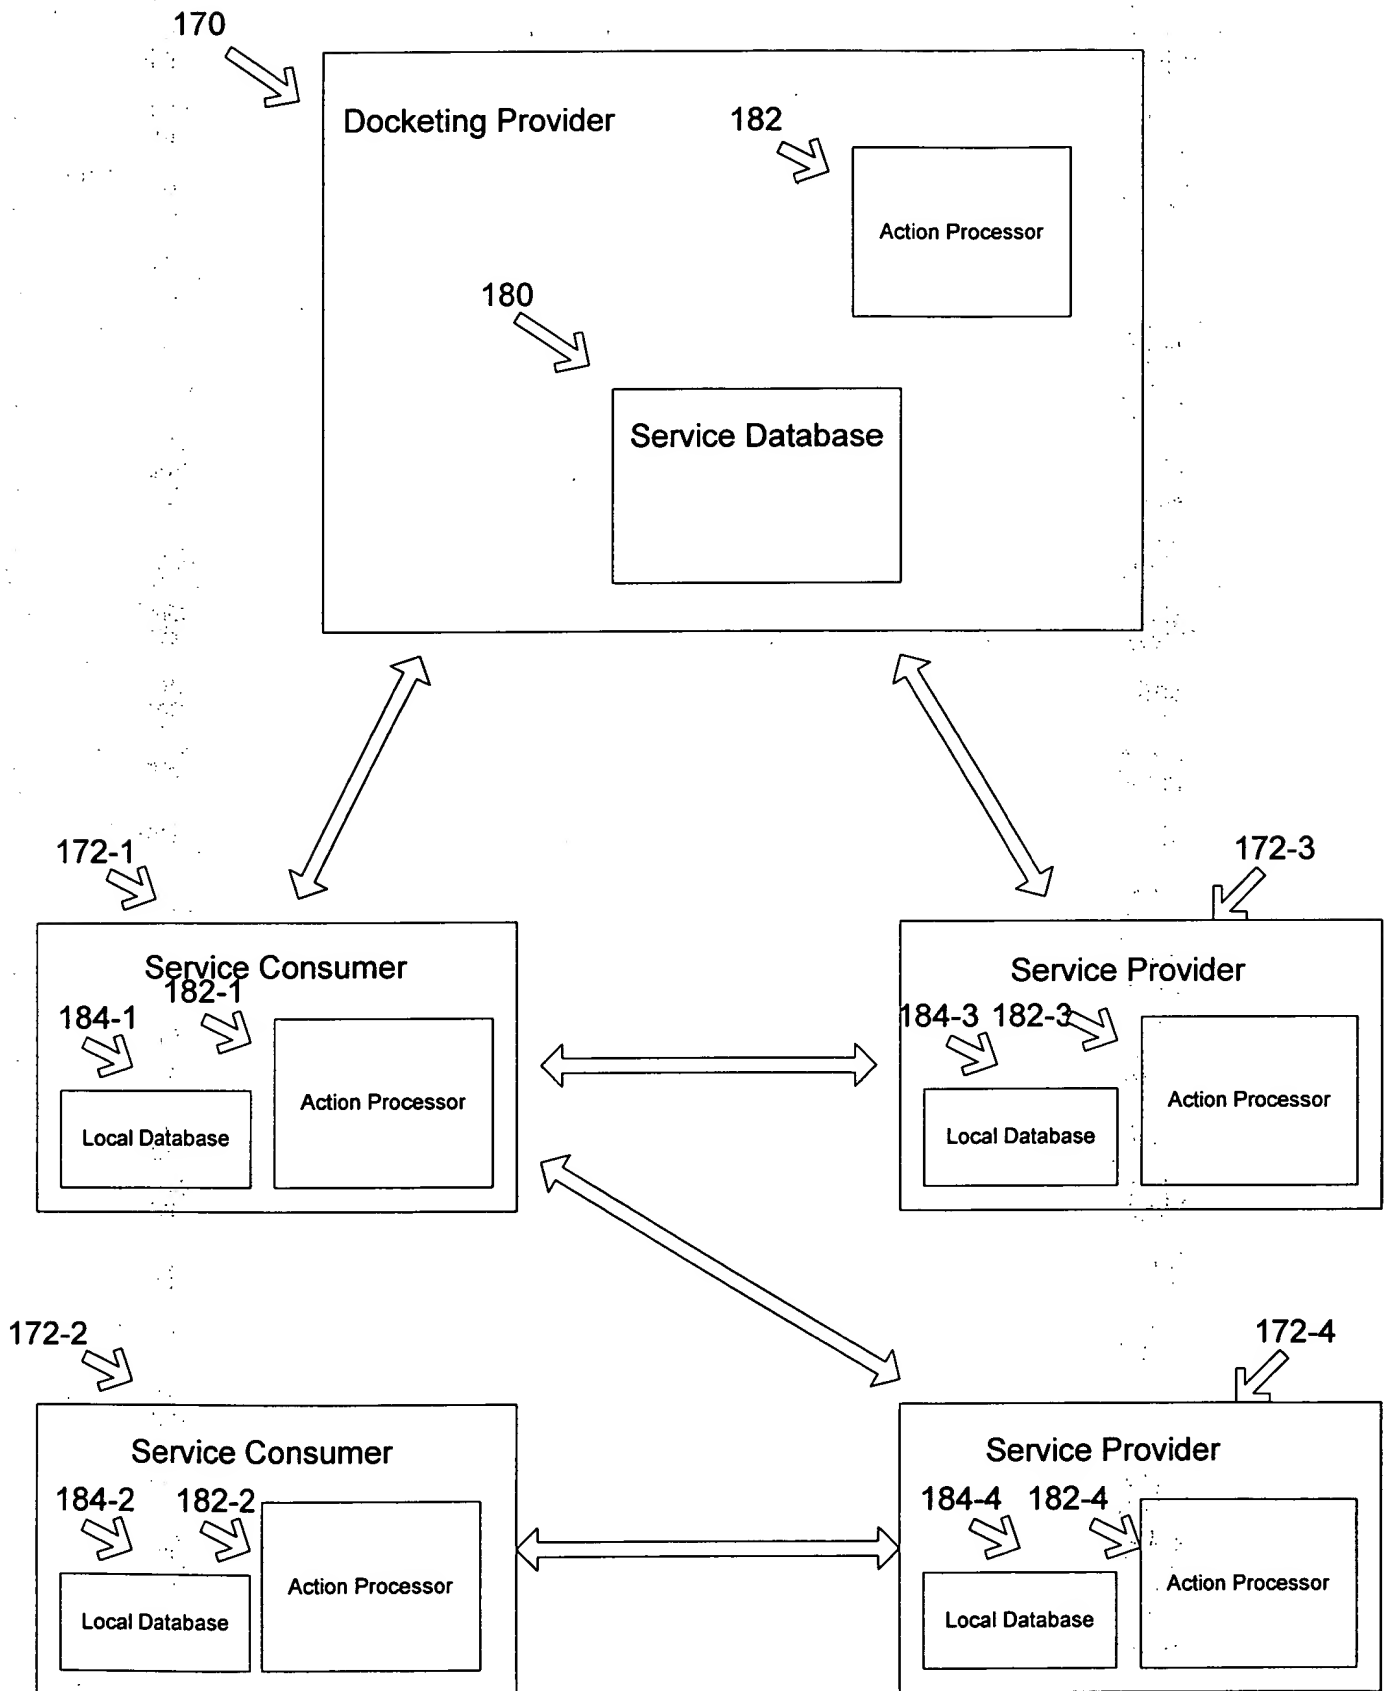 170
Docketing Provider
182
Action Processor
180
Service Database
172-1
172-3
Service Consumer
182-1
184-1
Action Processor
Local Database
Service Provider
184-3 182-3
Action Processor
Local Database
172-2
172-4
Service Consumer
184-2 182-2
Action Processor
Local Database
Service Provider
184-4 182-4
Action Processor
Local Database